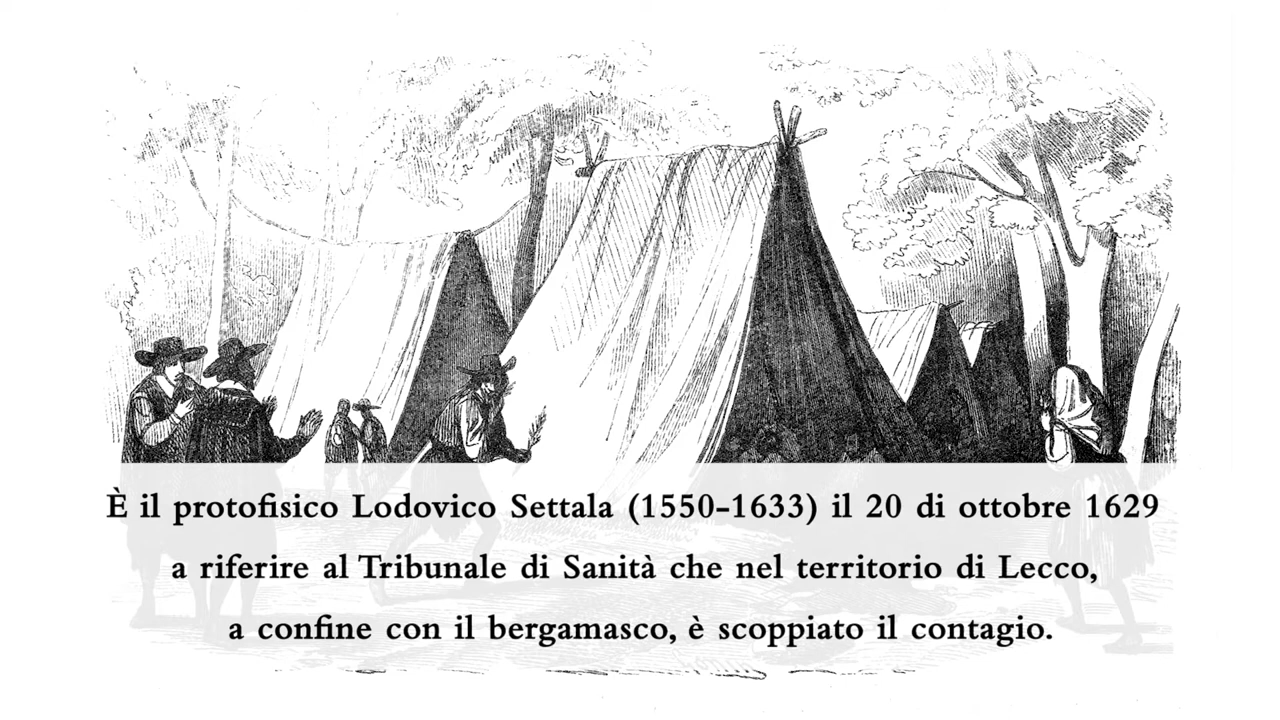 È il protofisico Lodovico Settala (1550-1633) il 20 di ottobre 1629
a riferire al Tribunale di Sanità che nel territorio di Lecco,
a confine con il bergamasco, è scoppiato il contagio.